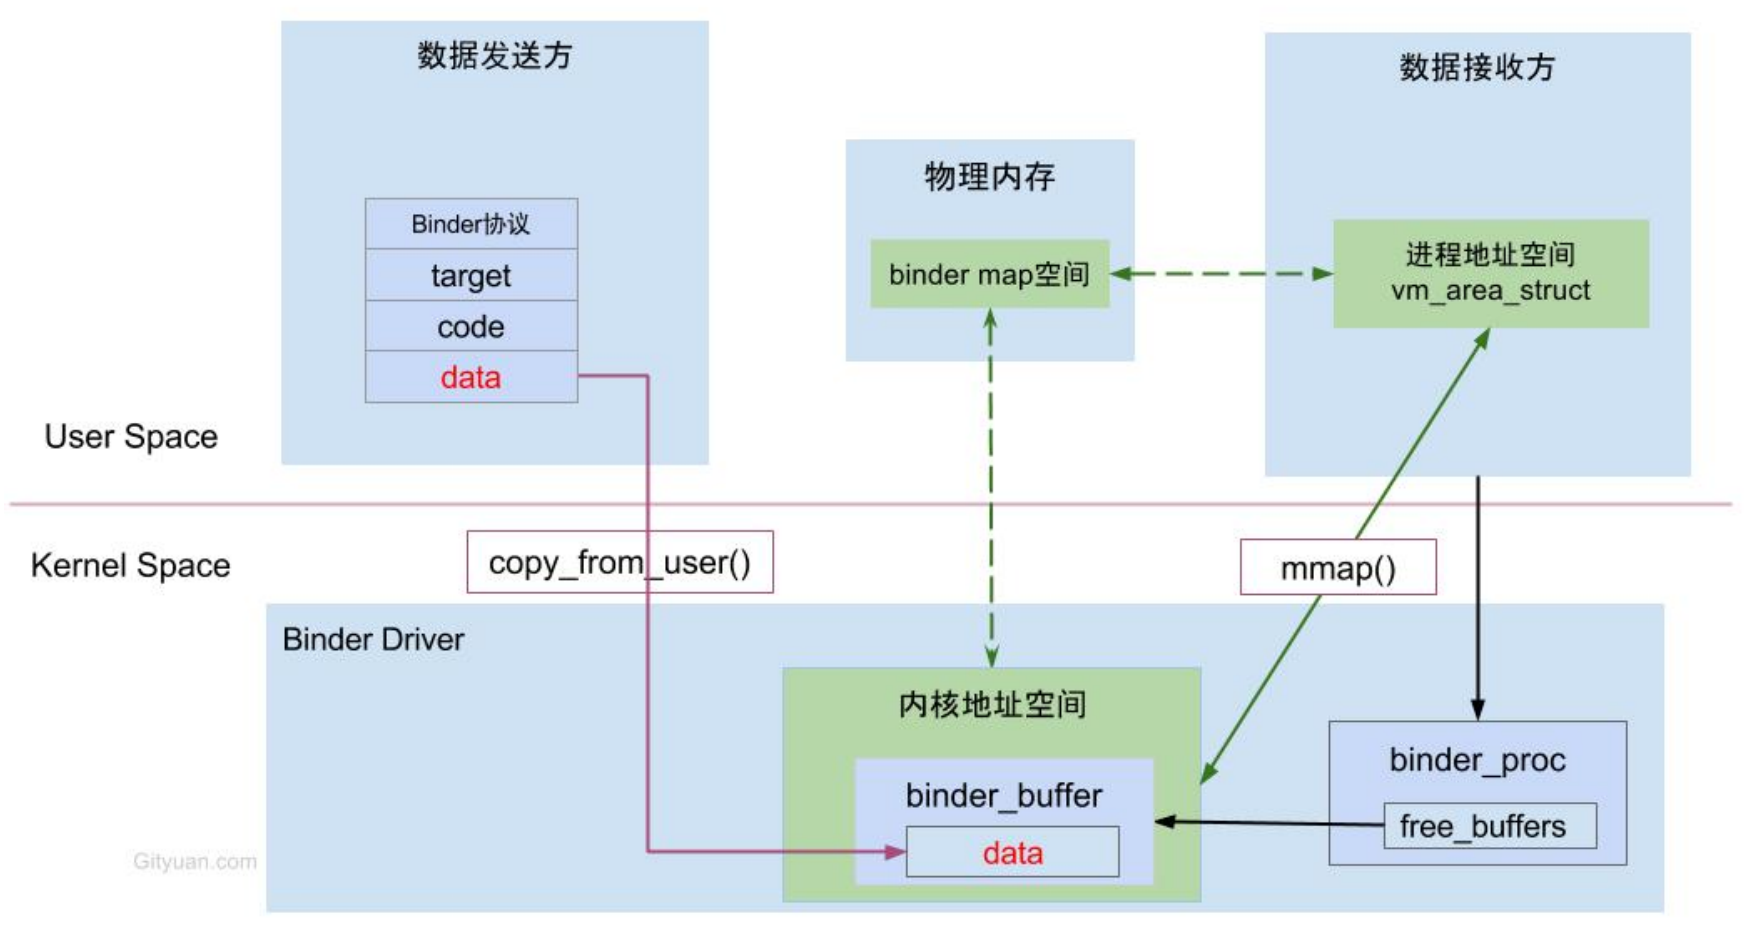 数据发送方
数据接收方
物理内存
Binder协议
target
code
data
binder map空间
进程地址空间
vm_area_struct
User Space
Kernel Space
copy_from_user()
mmap()
Binder Driver
内核地址空间
binder_buffer
data
binder_proc
free_buffers
Gityuan.com